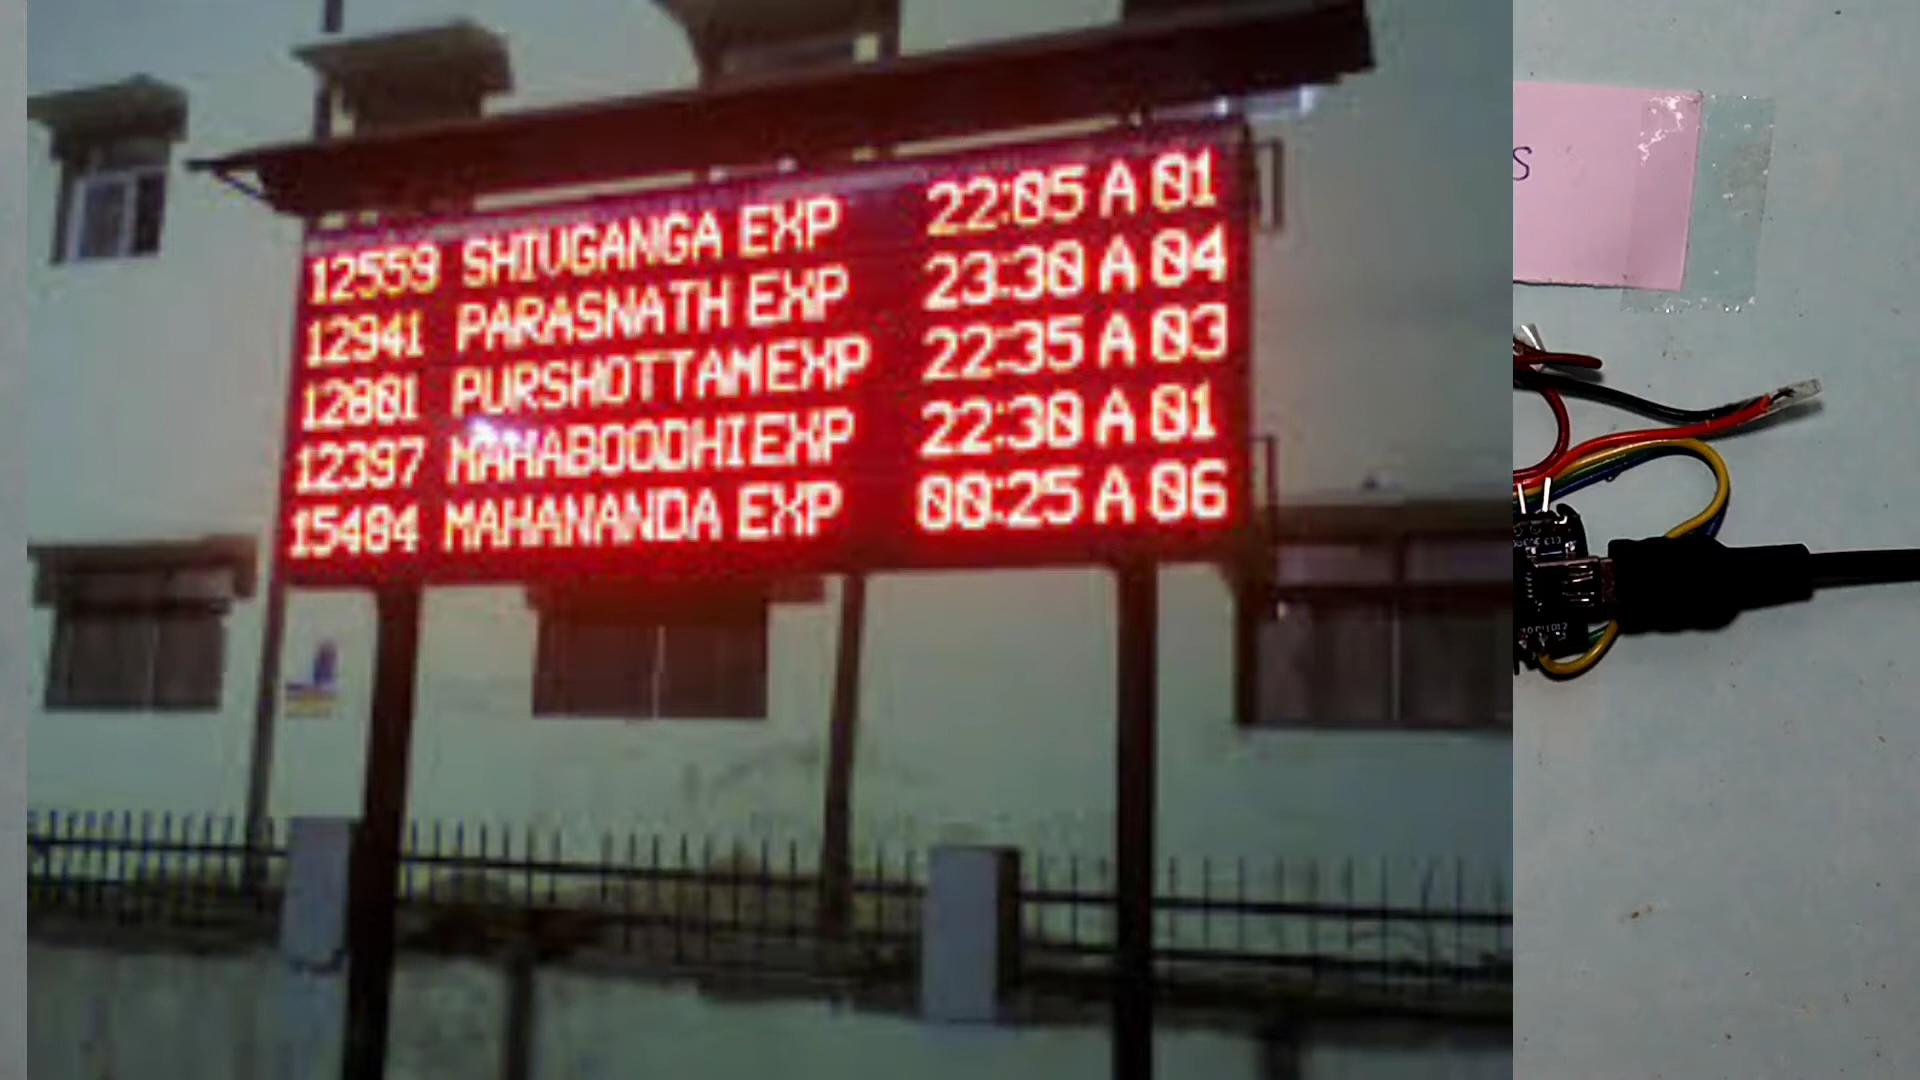 12559 SHIVGANGA EXP 22:05 A 01
12941 PARASNATH EXP 23:30 A 04
12801 PURSHOTTAMEXP 22:35 A 03
12397 MAHABOODHIEXP 22:30 A 01
15484 MAHANANDA EXP 00:25 A 06
S